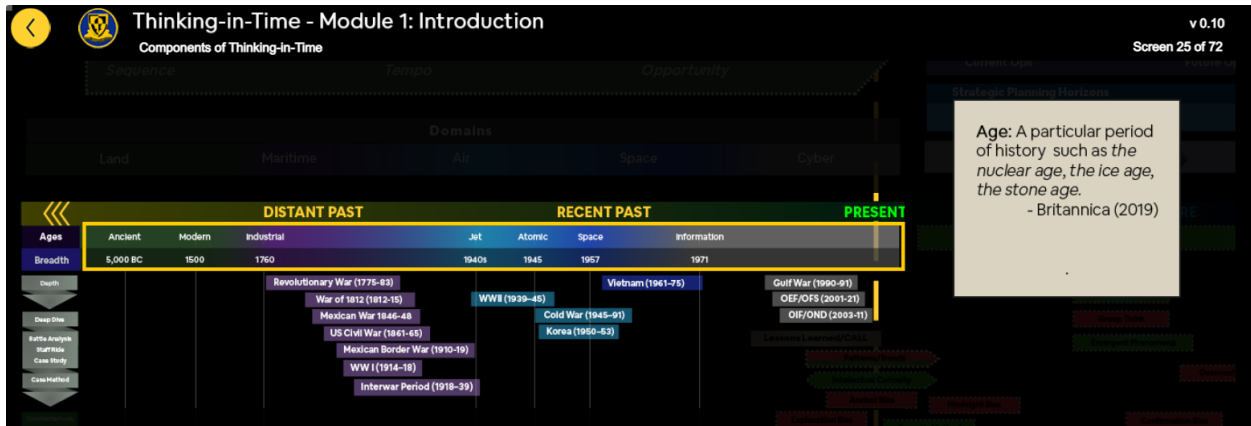 Thinking-in-Time - Module 1: Introduction
v 0.10
Components of Thinking-in-Time
Screen 25 of 72
Sequence Tempo Opportunity
Current Ops Future
Strategic Planning Horizons
Domains
Land Maritime Air Space Cyber
Age: A particular period
of history such as the
nuclear age, the ice age,
the stone age.
- Britannica (2019)
DISTANT PAST RECENT PAST PRESENT
Ages Ancient Modern Industrial Jet Atomic Space Information
Breadth 5,000 BC 1500 1760 1940s 1945 1957 1971
Depth
Deep Dive
Battle Analysis
Staff Ride
Case Study
Case Method
Revolutionary War (1775-83)
War of 1812 (1812-15)
Mexican War 1846-48
US Civil War (1861-65)
Mexican Border War (1910-19)
WW I (1914-18)
Interwar Period (1918-39)
WWII (1939-45)
Cold War (1945-91)
Korea (1950-53)
Vietnam (1961-75)
Gulf War (1990-91)
OEF/OFS (2001-21)
OIF/OND (2003-11)
Lessons Learned/CALL